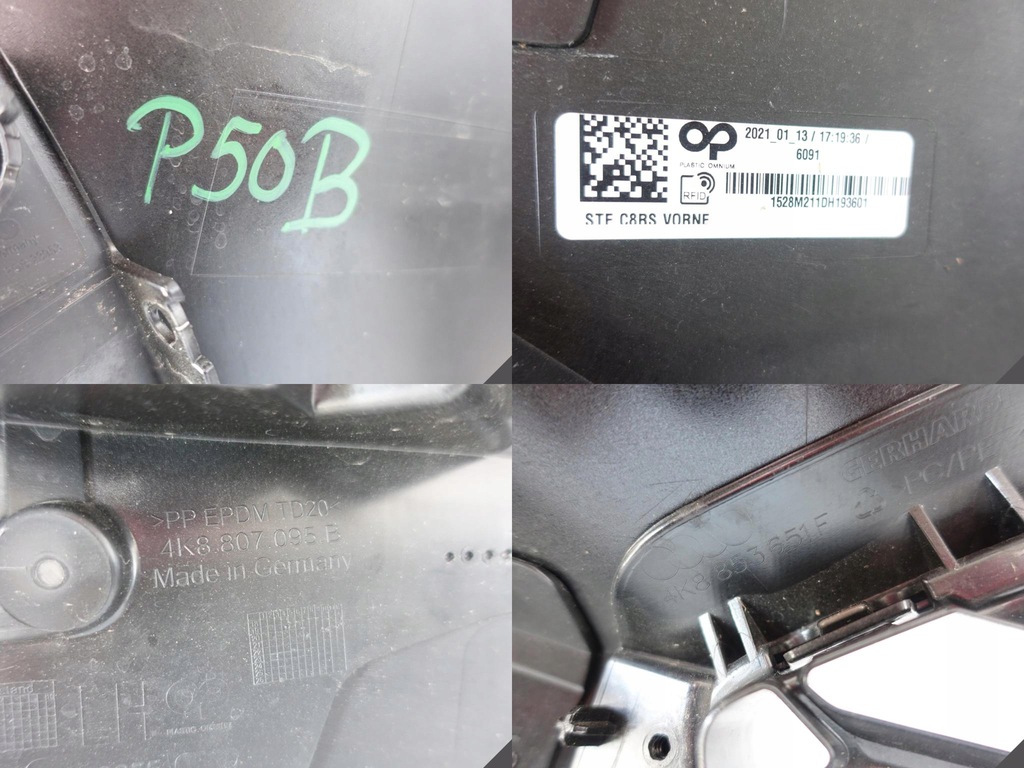 P50B
2021_01_13 / 17:19:36 /
6091
PLASTIC OMNIUM
RFID
1528M211DH193601
STF C8RS VORNE
>PP EPDM TD20<
4K8.807.095 B
Made in Germany
4K8 853 651F